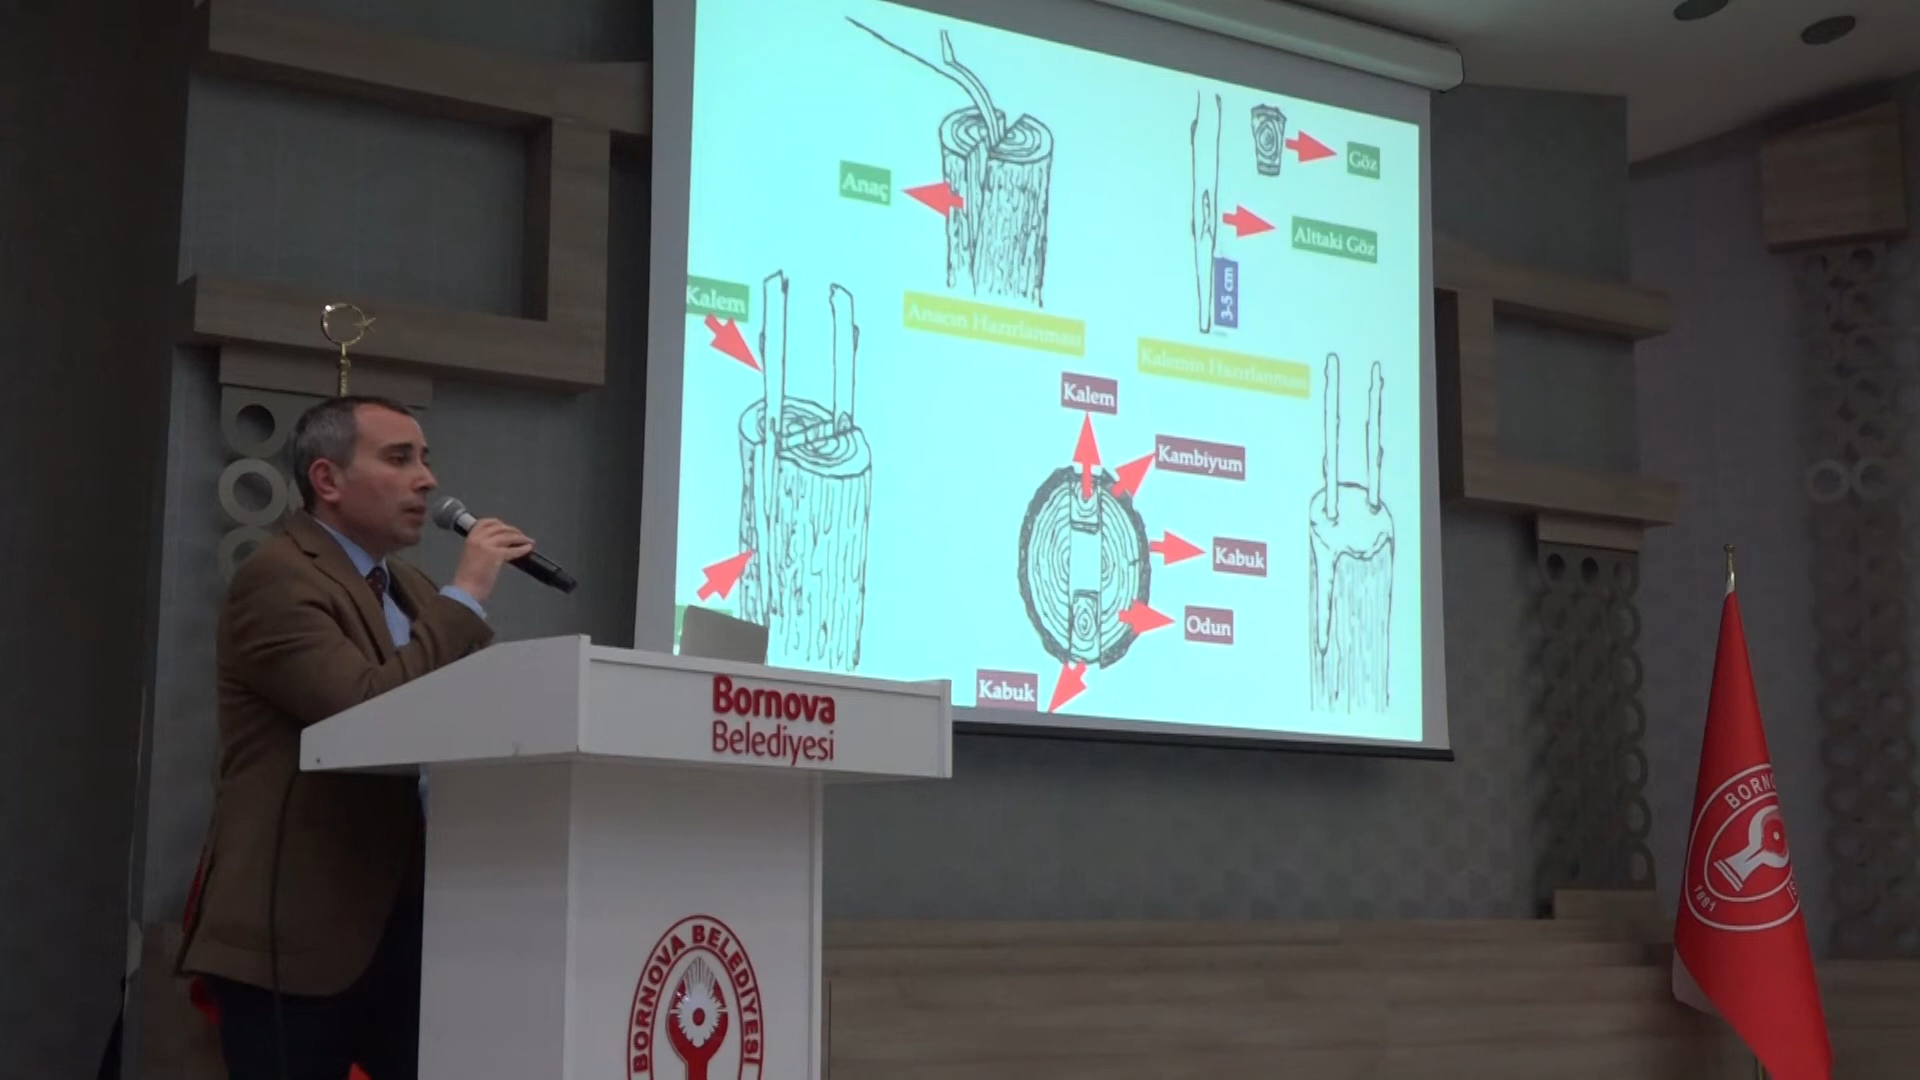 Göz
Anaç
Alttaki Göz
3-5 cm
Kalem
Anacın Hazırlanması
Kalemin Hazırlanması
Kalem
Kambiyum
Kabuk
Odun
Kabuk
Bornova
Belediyesi
BORNOVA BELEDİYESİ
1881